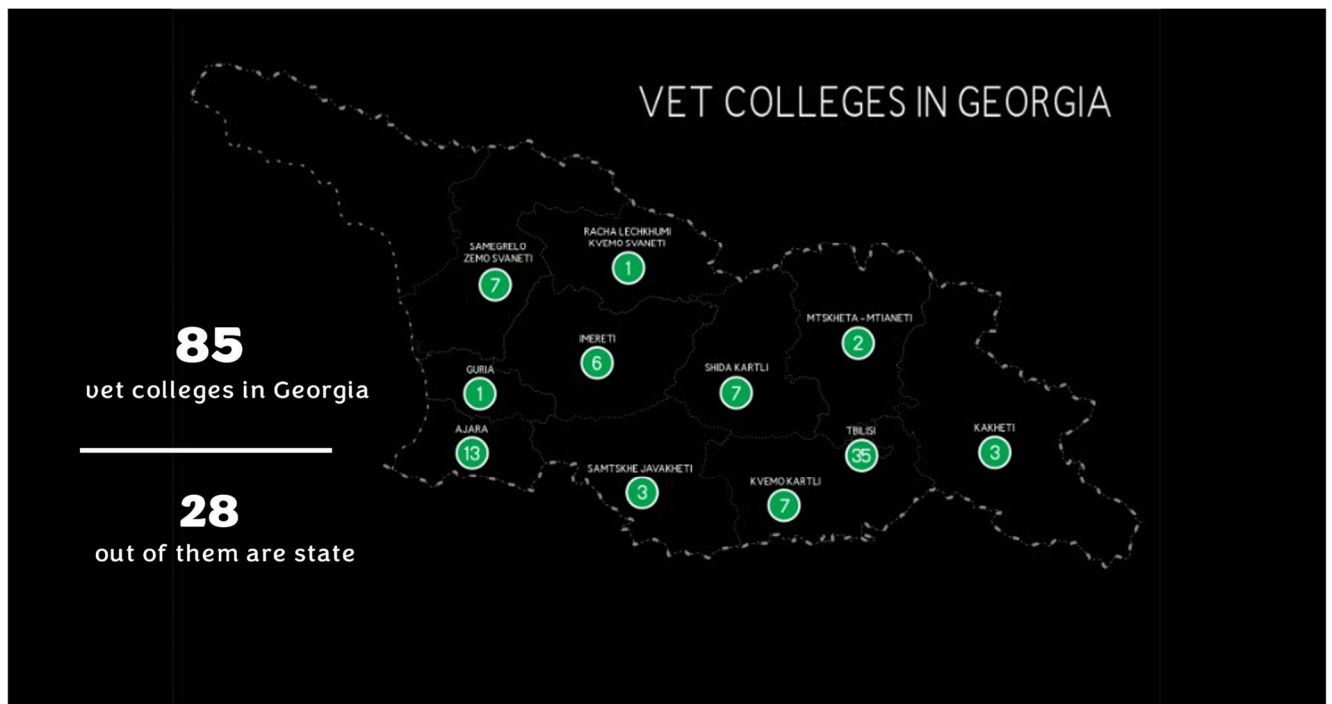 VET COLLEGES IN GEORGIA
SAMEGRELO
ZEMO SVANETI
7
RACHA LECHKHUMI
KVEMO SVANETI
1
MTSKHETA - MTIANETI
2
IMERETI
6
SHIDA KARTLI
7
GURIA
1
AJARA
13
TBILISI
35
KAKHETI
3
SAMTSKHE JAVAKHETI
3
KVEMO KARTLI
7
85
vet colleges in Georgia
28
out of them are state